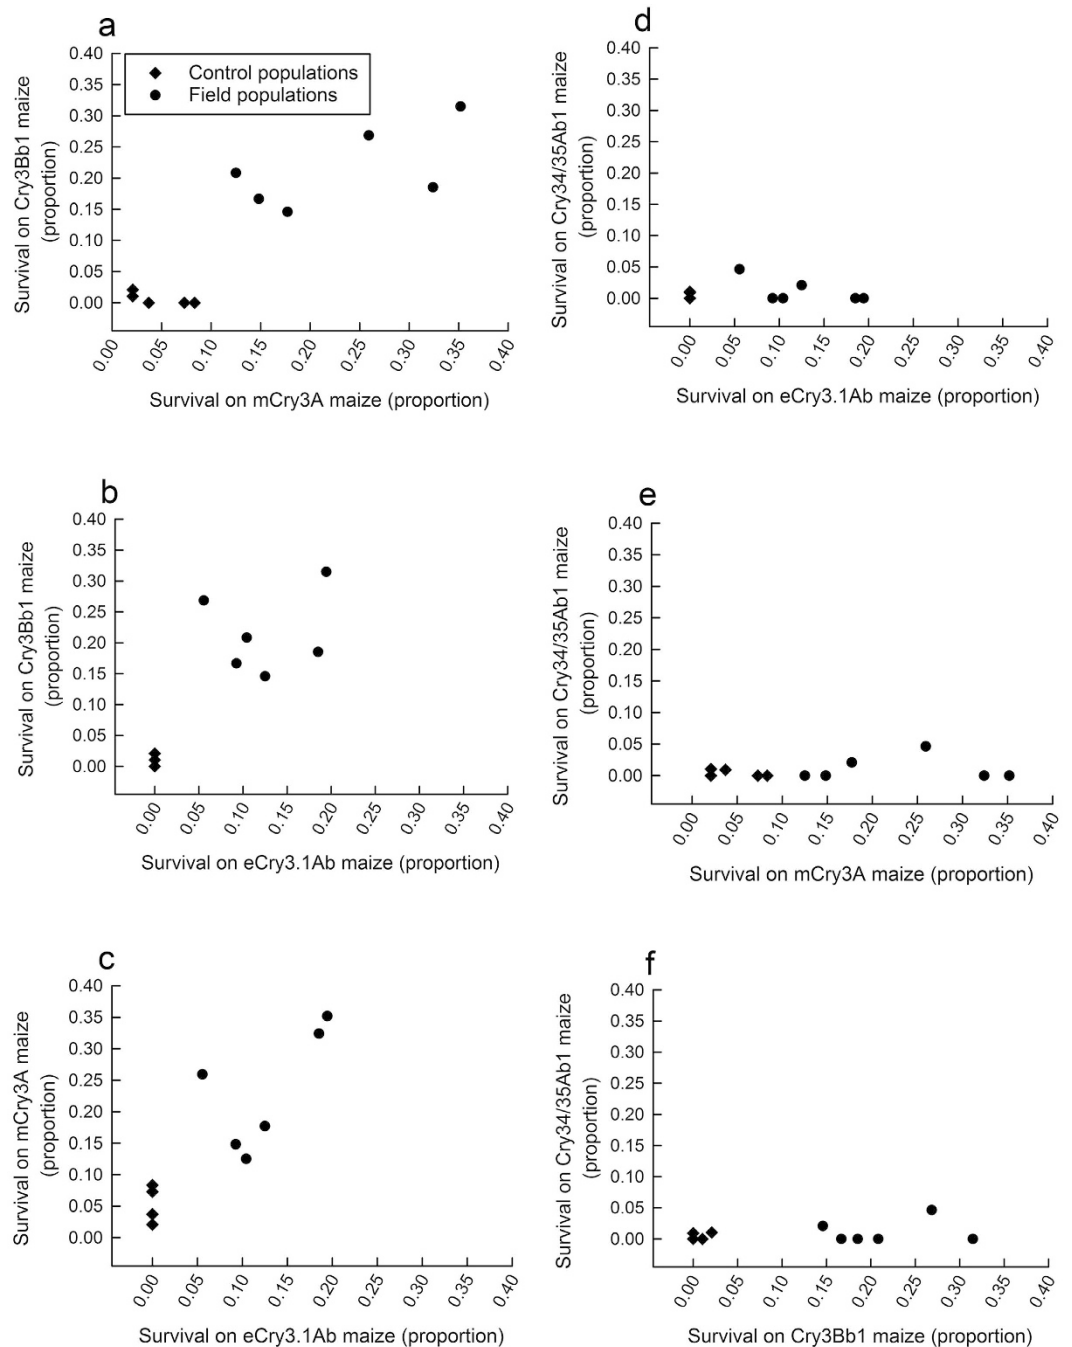 a
0.40
0.35
0.30
0.25
0.20
0.15
0.10
0.05
0.00
Survival on Cry3Bb1 maize
(proportion)
Control populations
Field populations
0.00 0.05 0.10 0.15 0.20 0.25 0.30 0.35 0.40
Survival on mCry3A maize (proportion)
b
0.40
0.35
0.30
0.25
0.20
0.15
0.10
0.05
0.00
Survival on Cry3Bb1 maize
(proportion)
0.00 0.05 0.10 0.15 0.20 0.25 0.30 0.35 0.40
Survival on eCry3.1Ab maize (proportion)
c
0.40
0.35
0.30
0.25
0.20
0.15
0.10
0.05
0.00
Survival on mCry3A maize
(proportion)
0.00 0.05 0.10 0.15 0.20 0.25 0.30 0.35 0.40
Survival on eCry3.1Ab maize (proportion)
d
0.40
0.35
0.30
0.25
0.20
0.15
0.10
0.05
0.00
Survival on Cry34/35Ab1 maize
(proportion)
0.00 0.05 0.10 0.15 0.20 0.25 0.30 0.35 0.40
Survival on eCry3.1Ab maize (proportion)
e
0.40
0.35
0.30
0.25
0.20
0.15
0.10
0.05
0.00
Survival on Cry34/35Ab1 maize
(proportion)
0.00 0.05 0.10 0.15 0.20 0.25 0.30 0.35 0.40
Survival on mCry3A maize (proportion)
f
0.40
0.35
0.30
0.25
0.20
0.15
0.10
0.05
0.00
Survival on Cry34/35Ab1 maize
(proportion)
0.00 0.05 0.10 0.15 0.20 0.25 0.30 0.35 0.40
Survival on Cry3Bb1 maize (proportion)